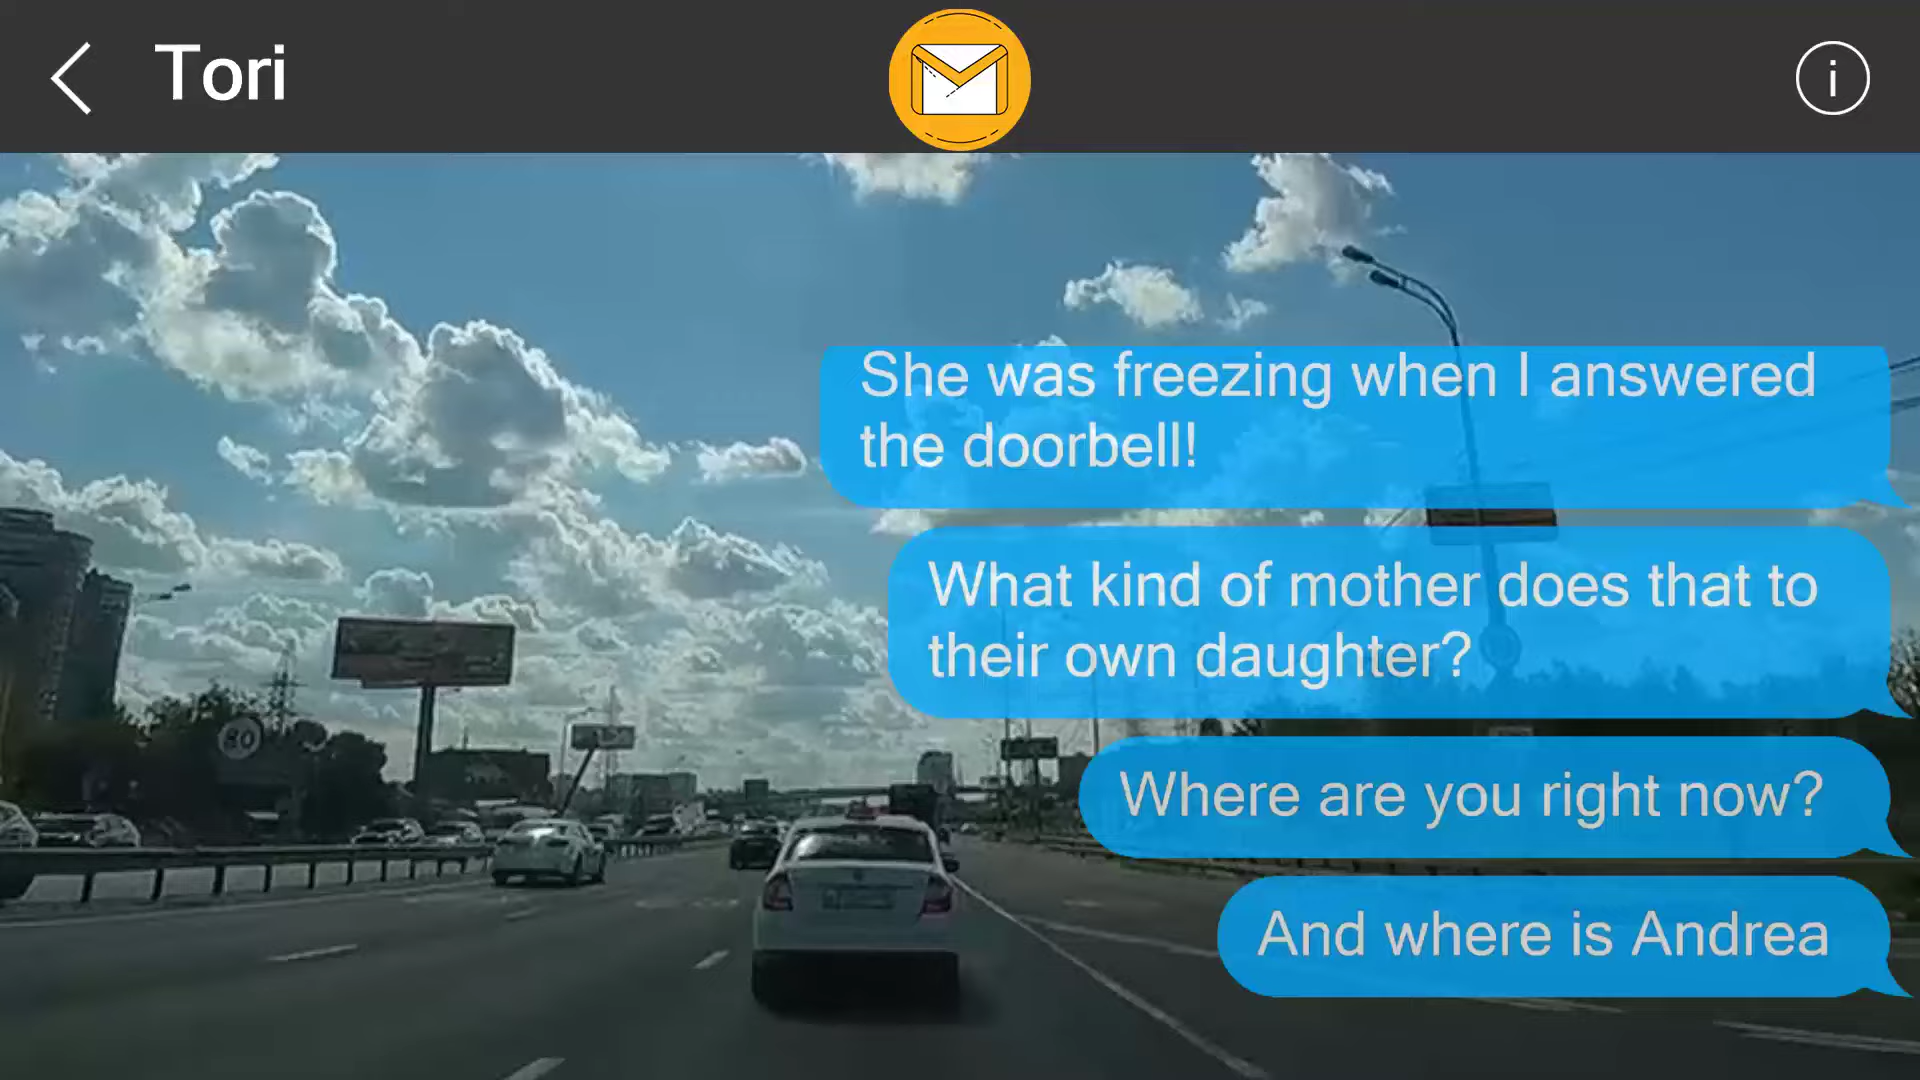 Tori
i
She was freezing when I answered
the doorbell!
What kind of mother does that to
their own daughter?
Where are you right now?
And where is Andrea
80